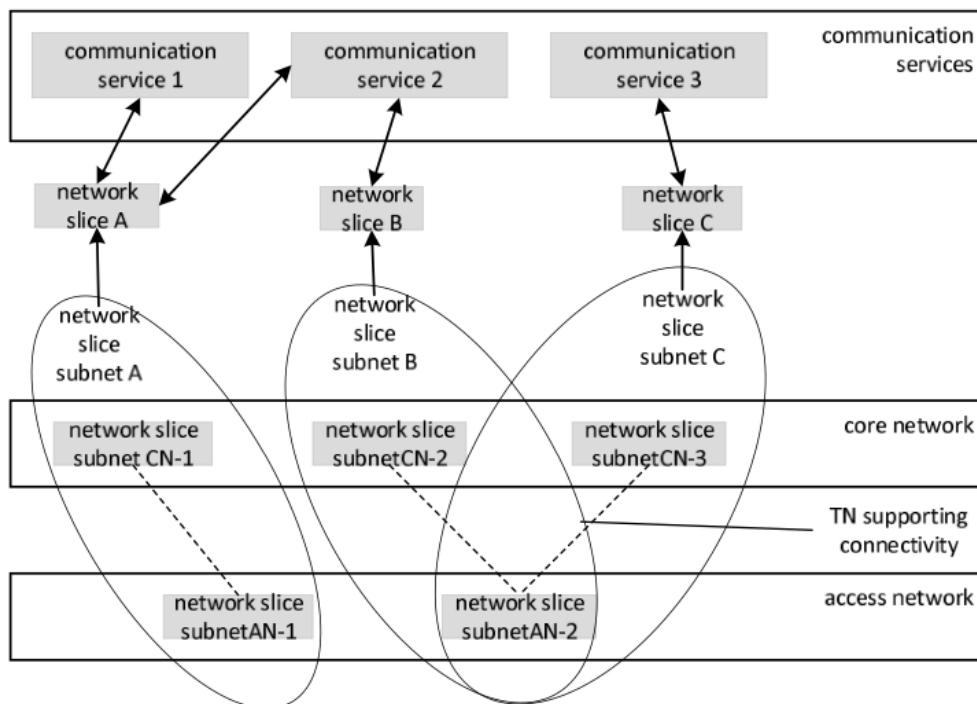 communication
service 1
communication
service 2
communication
service 3
communication
services
network
slice A
network
slice B
network
slice C
network
slice
subnet A
network
slice
subnet B
network
slice
subnet C
network slice
subnet CN-1
network slice
subnetCN-2
network slice
subnetCN-3
core network
TN supporting
connectivity
network slice
subnetAN-1
network slice
subnetAN-2
access network